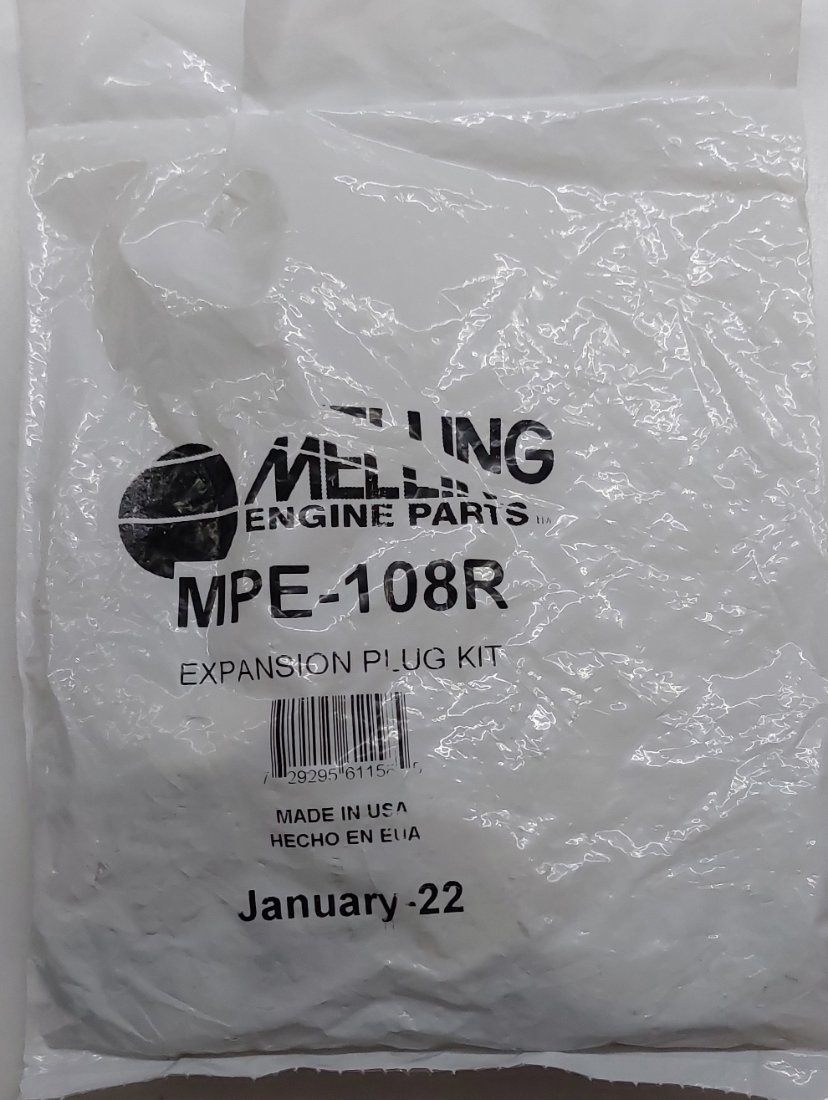 MELLING
ENGINE PARTS
MPE-108R
EXPANSION PLUG KIT
MADE IN USA
HECHO EN EUA
January -22